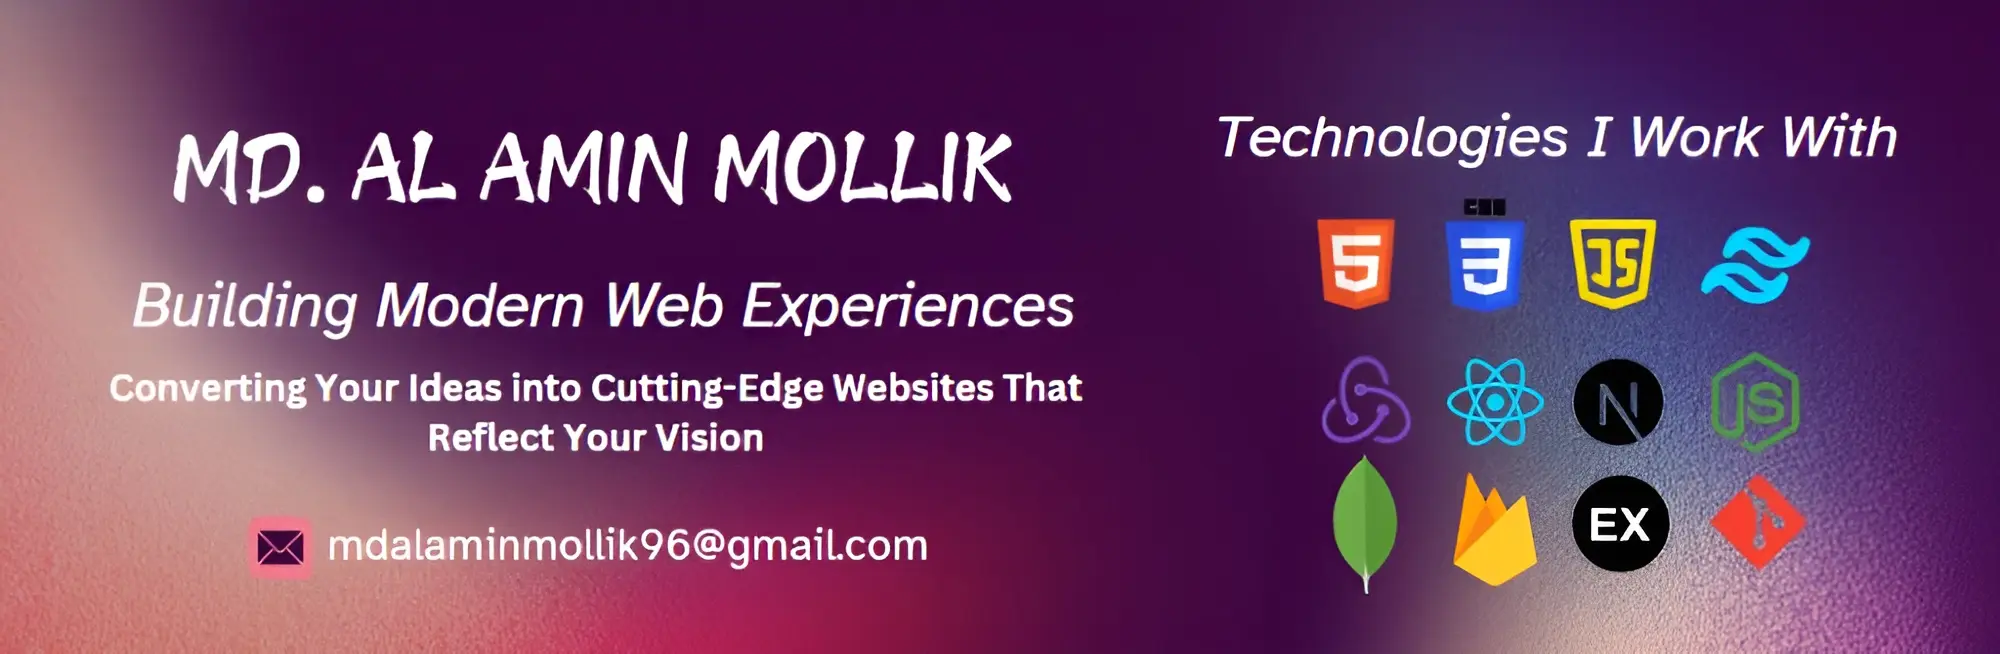 MD. AL AMIN MOLLIK
Building Modern Web Experiences
Converting Your Ideas into Cutting-Edge Websites That
Reflect Your Vision
mdalaminmollik96@gmail.com
Technologies I Work With
5
3
JS
N
JS
EX